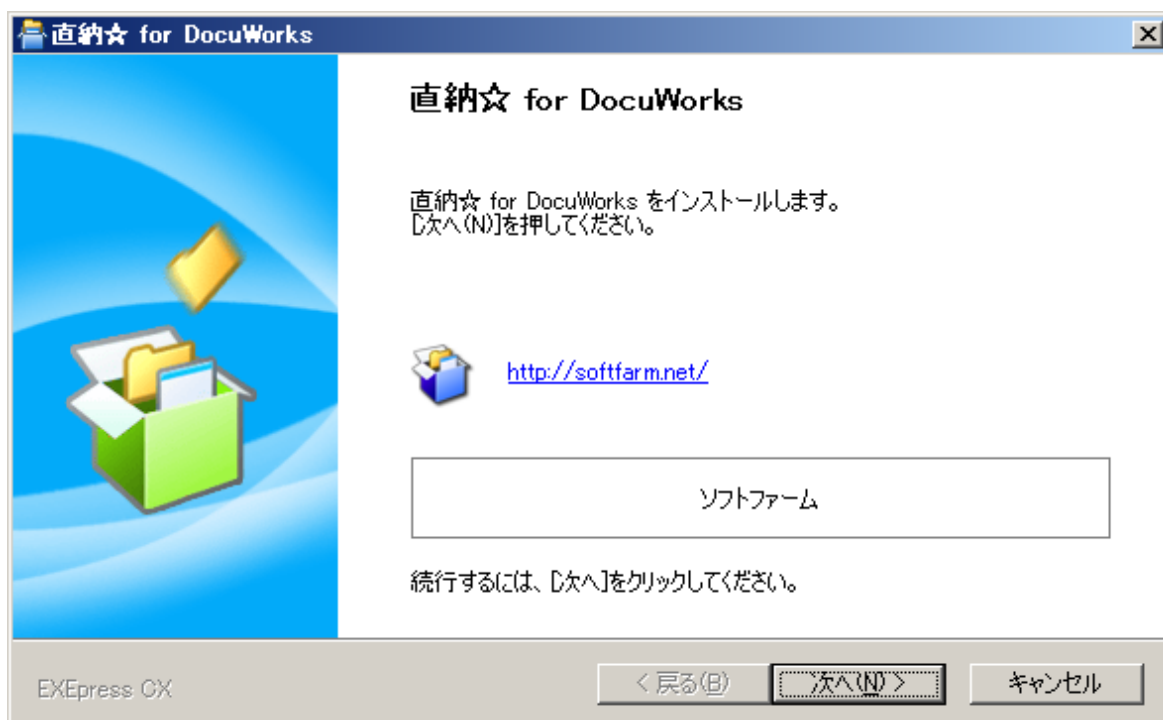 直納☆ for DocuWorks
直納☆ for DocuWorks
直納☆ for DocuWorks をインストールします。
[次へ(N)]を押してください。
http://softfarm.net/
ソフトファーム
続行するには、[次へ]をクリックしてください。
EXEpress CX
< 戻る(B)
次へ(N) >
キャンセル